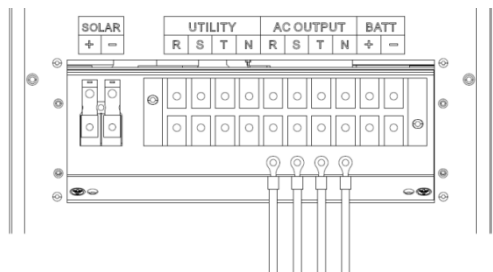 SOLAR UTILITY AC OUTPUT BATT
+ − R S T N R S T N + −